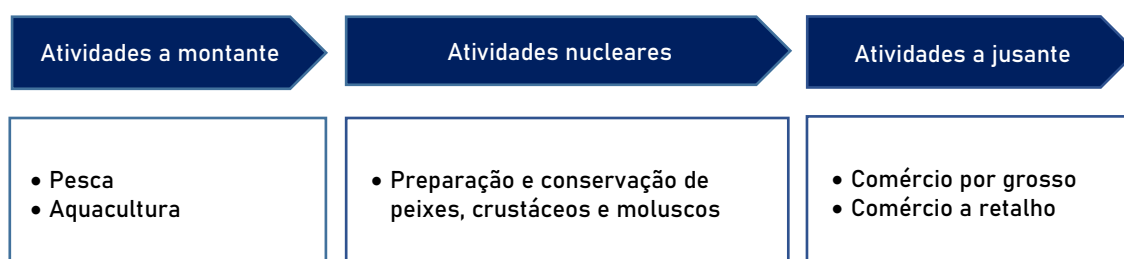 Atividades a montante
Atividades nucleares
Atividades a jusante
• Pesca
• Aquacultura
• Preparação e conservação de
peixes, crustáceos e moluscos
• Comércio por grosso
• Comércio a retalho